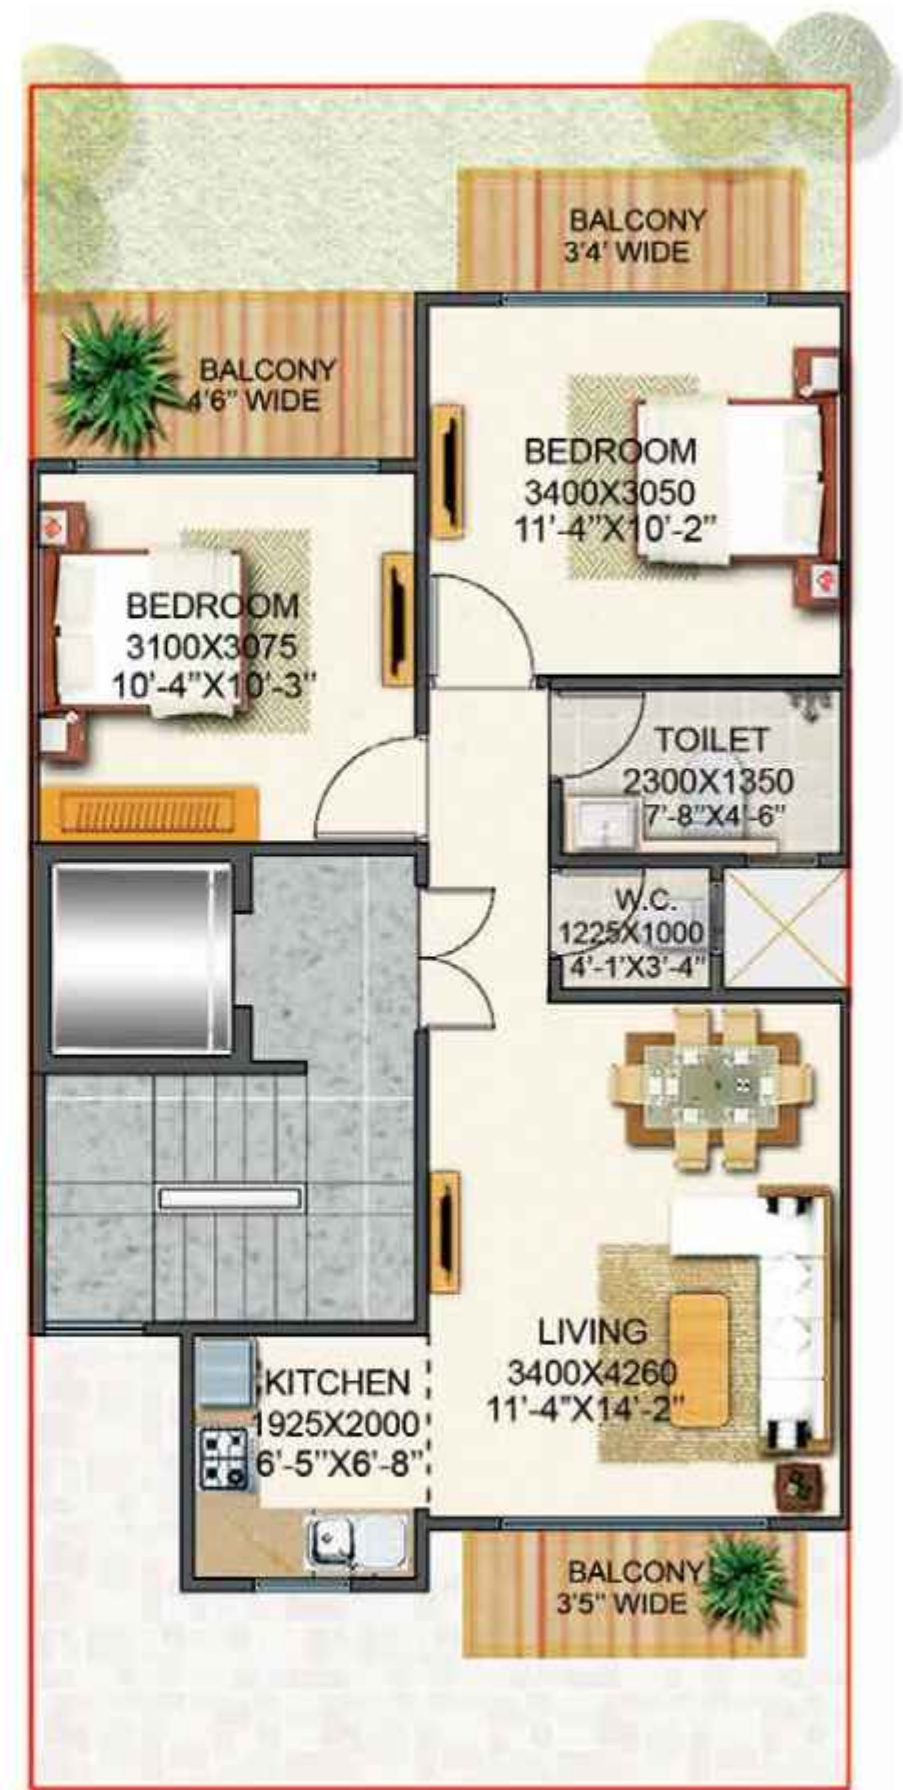 BALCONY
3'4' WIDE
BALCONY
4'6" WIDE
BEDROOM
3400X3050
11'-4"X10'-2"
BEDROOM
3100X3075
10'-4"X10'-3"
TOILET
2300X1350
7'-8"X4'-6"
W.C.
1225X1000
4'-1'X3'-4"
LIVING
3400X4260
11'-4"X14'-2"
KITCHEN
1925X2000
6'-5"X6'-8"
BALCONY
3'5" WIDE